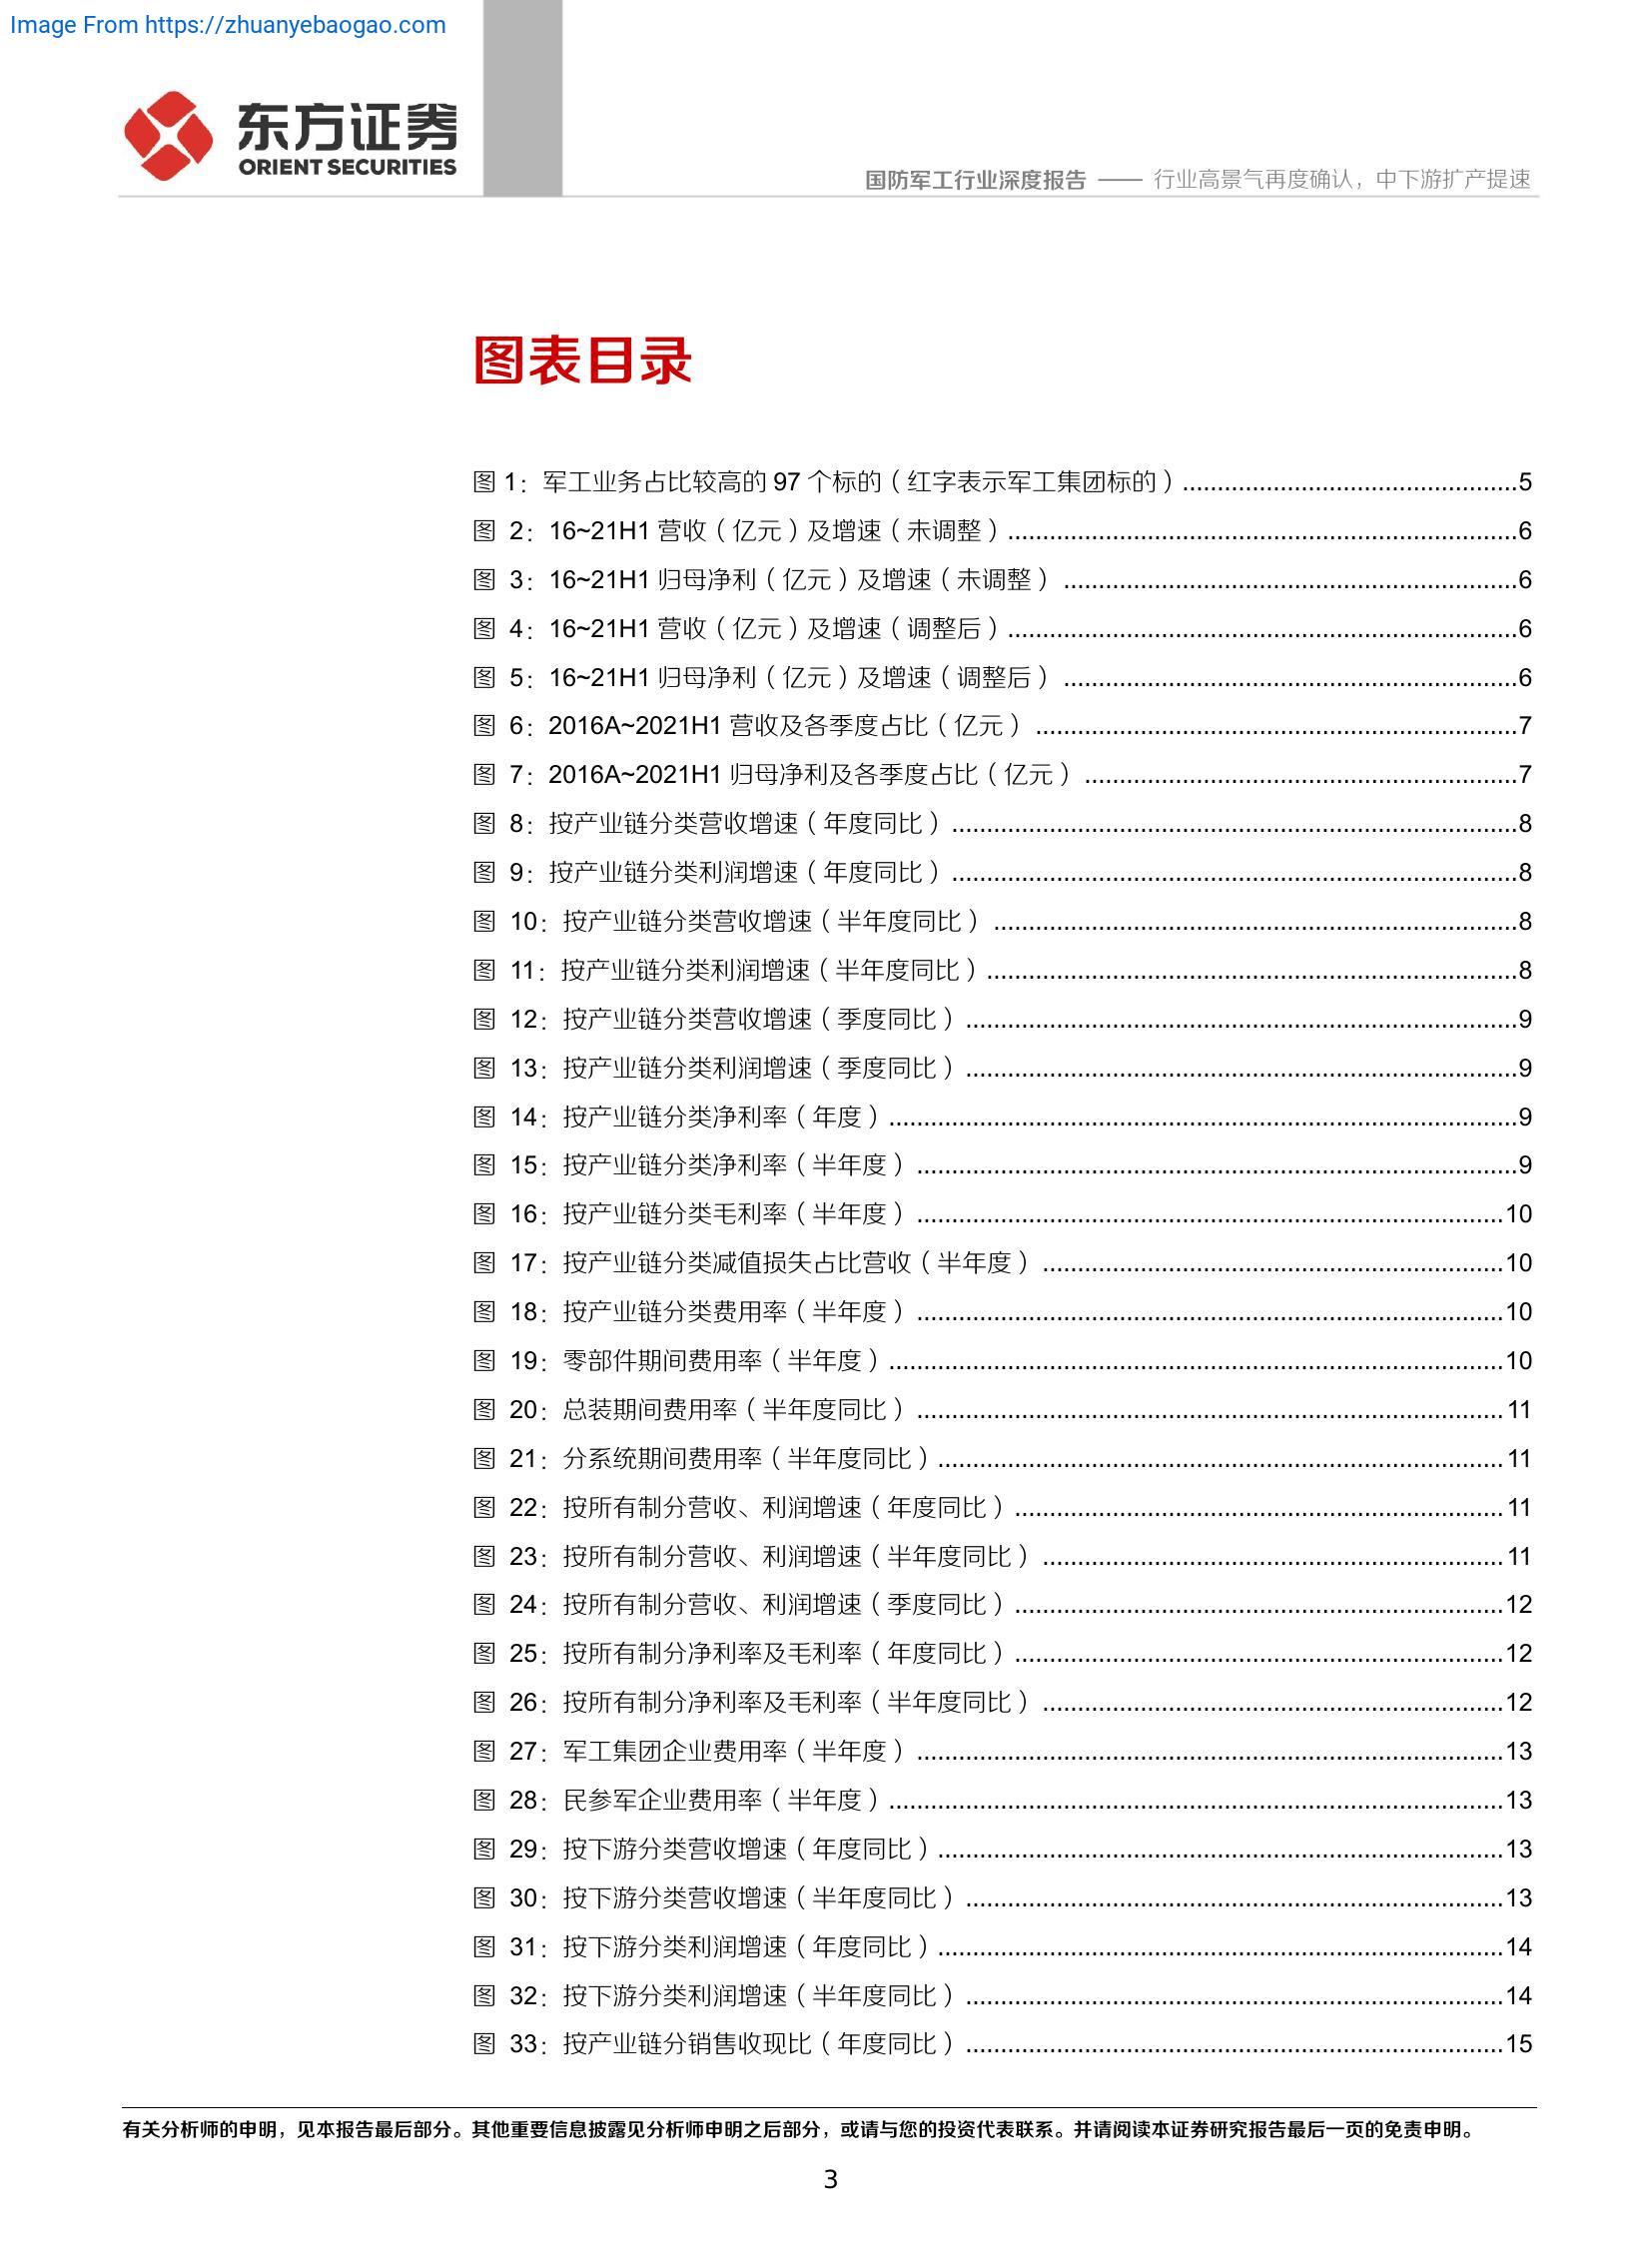 Image From https://zhuanyebaogao.com
东方证券
ORIENT SECURITIES
国防军工行业深度报告 —— 行业高景气再度确认，中下游扩产提速
图表目录
图 1：军工业务占比较高的 97 个标的（红字表示军工集团标的）................................................5
图 2：16~21H1 营收（亿元）及增速（未调整）.........................................................................6
图 3：16~21H1 归母净利（亿元）及增速（未调整）.................................................................6
图 4：16~21H1 营收（亿元）及增速（调整后）.........................................................................6
图 5：16~21H1 归母净利（亿元）及增速（调整后）.................................................................6
图 6：2016A~2021H1 营收及各季度占比（亿元）.....................................................................7
图 7：2016A~2021H1 归母净利及各季度占比（亿元）..............................................................7
图 8：按产业链分类营收增速（年度同比）.................................................................................8
图 9：按产业链分类利润增速（年度同比）.................................................................................8
图 10：按产业链分类营收增速（半年度同比）...........................................................................8
图 11：按产业链分类利润增速（半年度同比）............................................................................8
图 12：按产业链分类营收增速（季度同比）...............................................................................9
图 13：按产业链分类利润增速（季度同比）...............................................................................9
图 14：按产业链分类净利率（年度）..........................................................................................9
图 15：按产业链分类净利率（半年度）......................................................................................9
图 16：按产业链分类毛利率（半年度）....................................................................................10
图 17：按产业链分类减值损失占比营收（半年度）..................................................................10
图 18：按产业链分类费用率（半年度）....................................................................................10
图 19：零部件期间费用率（半年度）........................................................................................10
图 20：总装期间费用率（半年度同比）....................................................................................11
图 21：分系统期间费用率（半年度同比）.................................................................................11
图 22：按所有制分营收、利润增速（年度同比）......................................................................11
图 23：按所有制分营收、利润增速（半年度同比）..................................................................11
图 24：按所有制分营收、利润增速（季度同比）......................................................................12
图 25：按所有制分净利率及毛利率（年度同比）......................................................................12
图 26：按所有制分净利率及毛利率（半年度同比）..................................................................12
图 27：军工集团企业费用率（半年度）....................................................................................13
图 28：民参军企业费用率（半年度）........................................................................................13
图 29：按下游分类营收增速（年度同比）.................................................................................13
图 30：按下游分类营收增速（半年度同比）.............................................................................13
图 31：按下游分类利润增速（年度同比）.................................................................................14
图 32：按下游分类利润增速（半年度同比）.............................................................................14
图 33：按产业链分销售收现比（年度同比）.............................................................................15
有关分析师的申明，见本报告最后部分。其他重要信息披露见分析师申明之后部分，或请与您的投资代表联系。并请阅读本证券研究报告最后一页的免责申明。
3